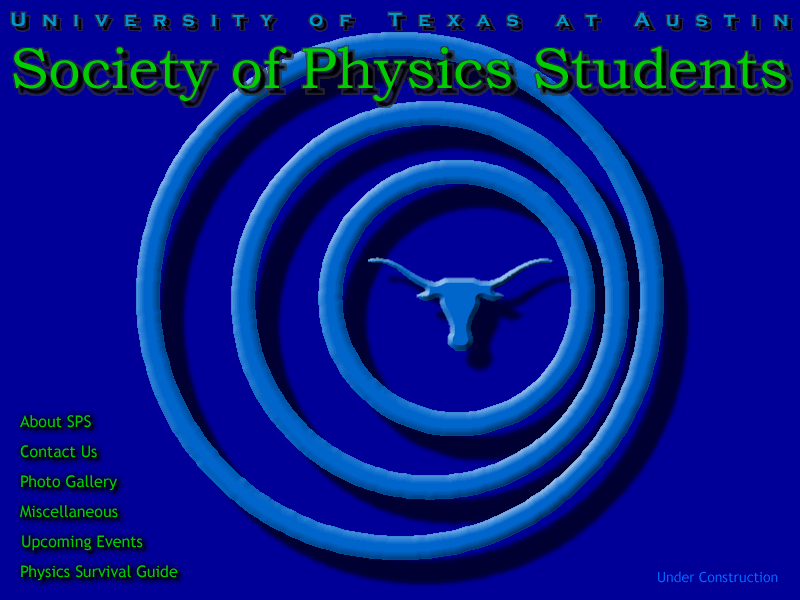 University of Texas at Austin
Society of Physics Students
About SPS
Contact Us
Photo Gallery
Miscellaneous
Upcoming Events
Physics Survival Guide
Under Construction